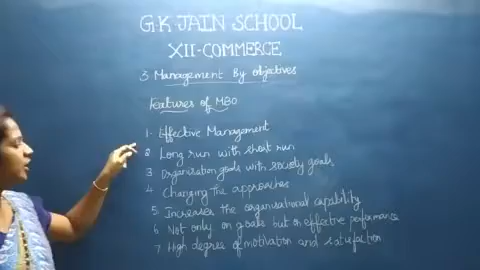 G.K.JAIN SCHOOL
XII-COMMERCE
3. Management By objectives
Features of MBO
1. Effective Management
2 Long run with short run
3 Organisation goals with society goals
4 Changing the approaches
5 Increases the organisational capability
6 Not only on goals but on effective performance
7 High degree of motivation and satisfaction